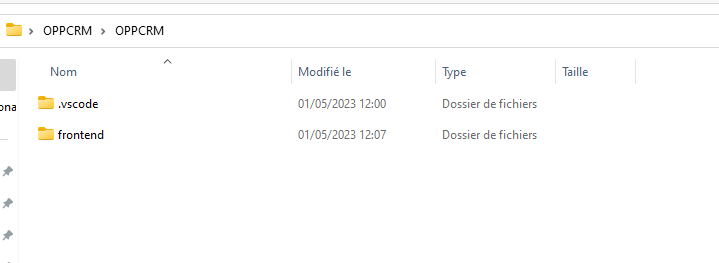 OPPCRM > OPPCRM
Nom Modifié le Type Taille
.vscode 01/05/2023 12:00 Dossier de fichiers
frontend 01/05/2023 12:07 Dossier de fichiers
ona